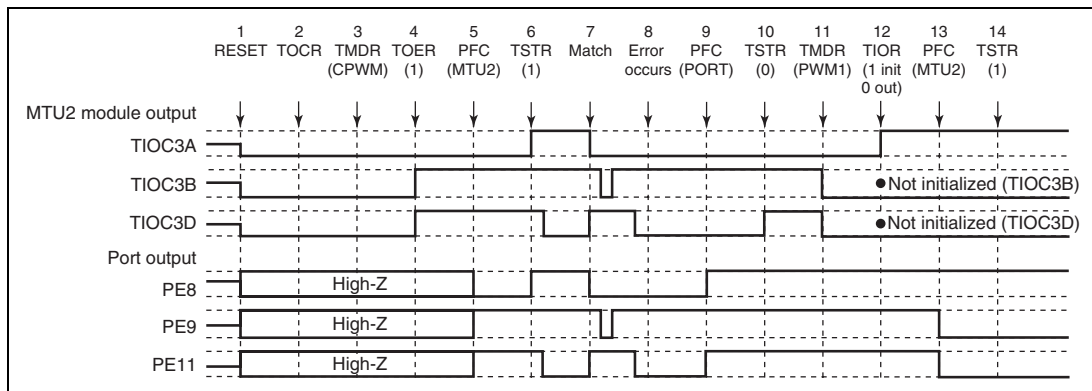 1 2 3 4 5 6 7 8 9 10 11 12 13 14
RESET TOCR TMDR TOER PFC TSTR Match Error PFC TSTR TMDR TIOR PFC TSTR
(CPWM) (1) (MTU2) (1) occurs (PORT) (0) (PWM1) (1 init (MTU2) (1)
0 out)
MTU2 module output
TIOC3A
TIOC3B
●Not initialized (TIOC3B)
TIOC3D
●Not initialized (TIOC3D)
Port output
PE8
High-Z
PE9
High-Z
PE11
High-Z